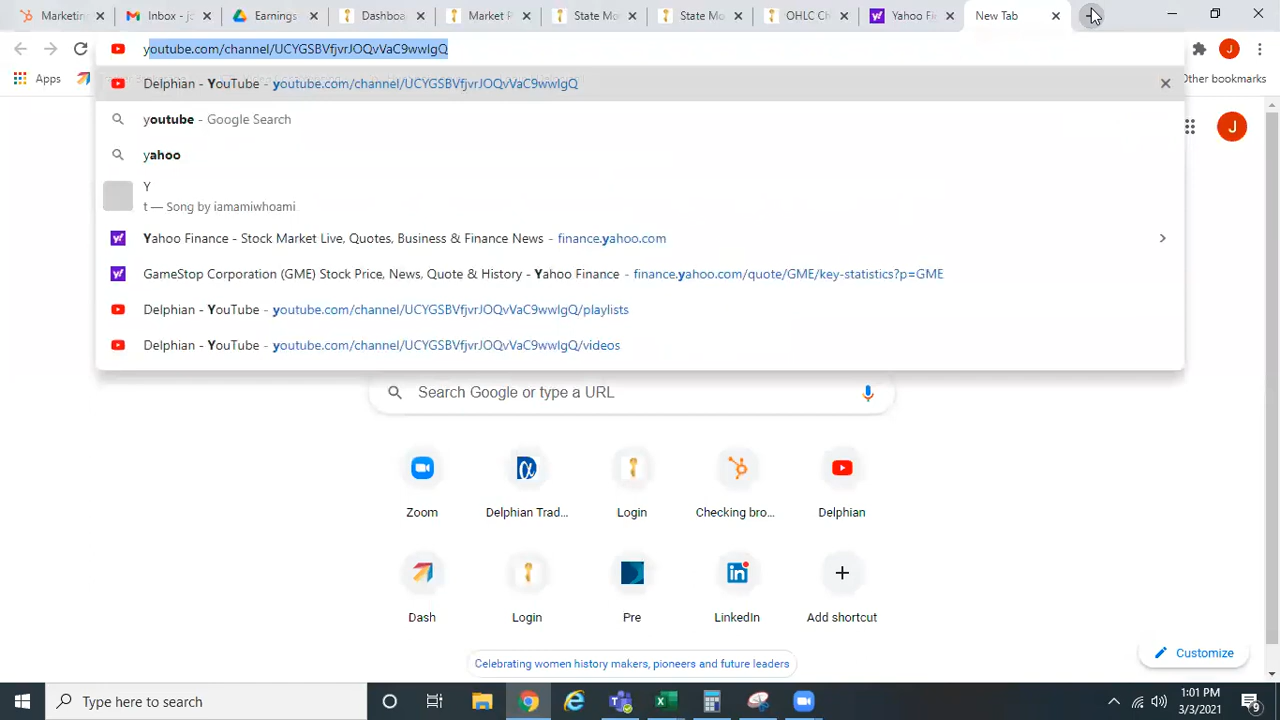 Marketin
Inbox - j
Earnings
Dashboa
Market P
State Mo
State Mo
OHLC Ch
Yahoo Fi
New Tab
youtube.com/channel/UCYGSBVfjvrJOQvVaC9wwIgQ
J
Apps
Other bookmarks
Delphian - YouTube - youtube.com/channel/UCYGSBVfjvrJOQvVaC9wwIgQ
youtube - Google Search
J
yahoo
Y
t — Song by iamamiwhoami
Yahoo Finance - Stock Market Live, Quotes, Business & Finance News - finance.yahoo.com
GameStop Corporation (GME) Stock Price, News, Quote & History - Yahoo Finance - finance.yahoo.com/quote/GME/key-statistics?p=GME
Delphian - YouTube - youtube.com/channel/UCYGSBVfjvrJOQvVaC9wwIgQ/playlists
Delphian - YouTube - youtube.com/channel/UCYGSBVfjvrJOQvVaC9wwIgQ/videos
Search Google or type a URL
Zoom
Delphian Trad...
Login
Checking bro...
Delphian
Dash
Login
Pre
LinkedIn
Add shortcut
Celebrating women history makers, pioneers and future leaders
Customize
Type here to search
1:01 PM
3/3/2021
9